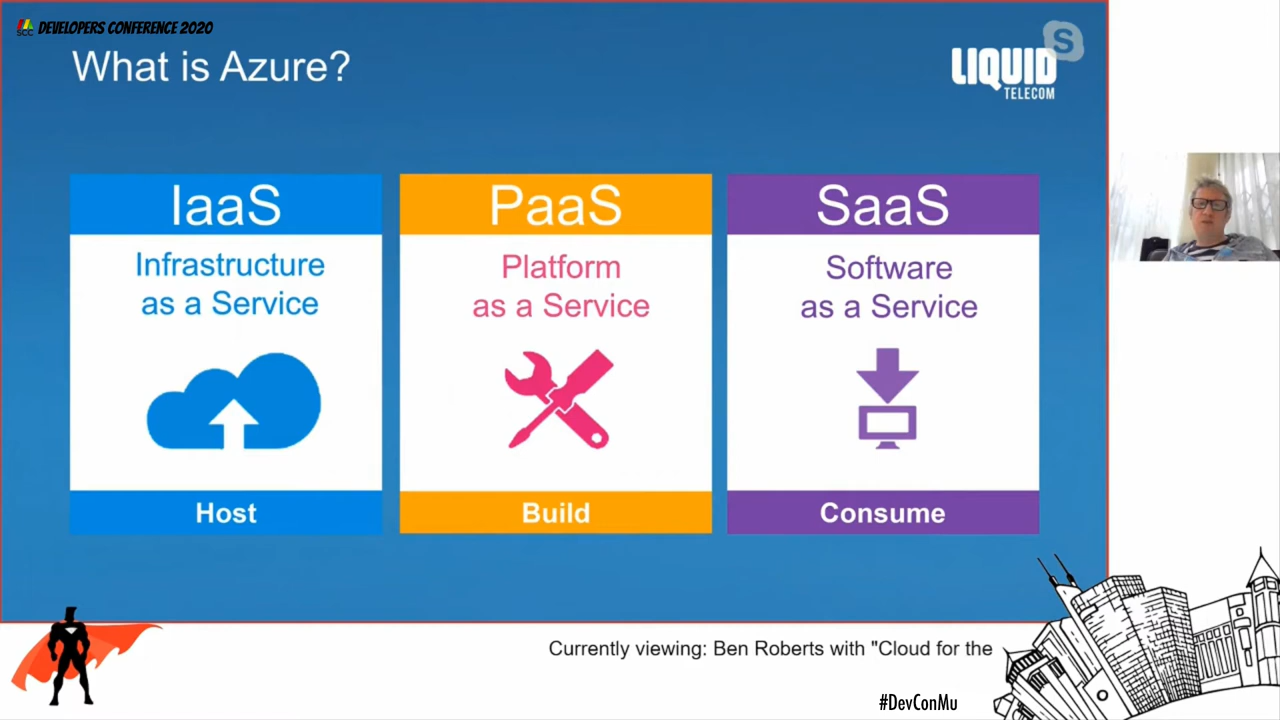 SCC DEVELOPERS CONFERENCE 2020
What is Azure?
S
LIQUID
TELECOM
IaaS
Infrastructure
as a Service
Host
PaaS
Platform
as a Service
Build
SaaS
Software
as a Service
Consume
Currently viewing: Ben Roberts with "Cloud for the
#DevConMu